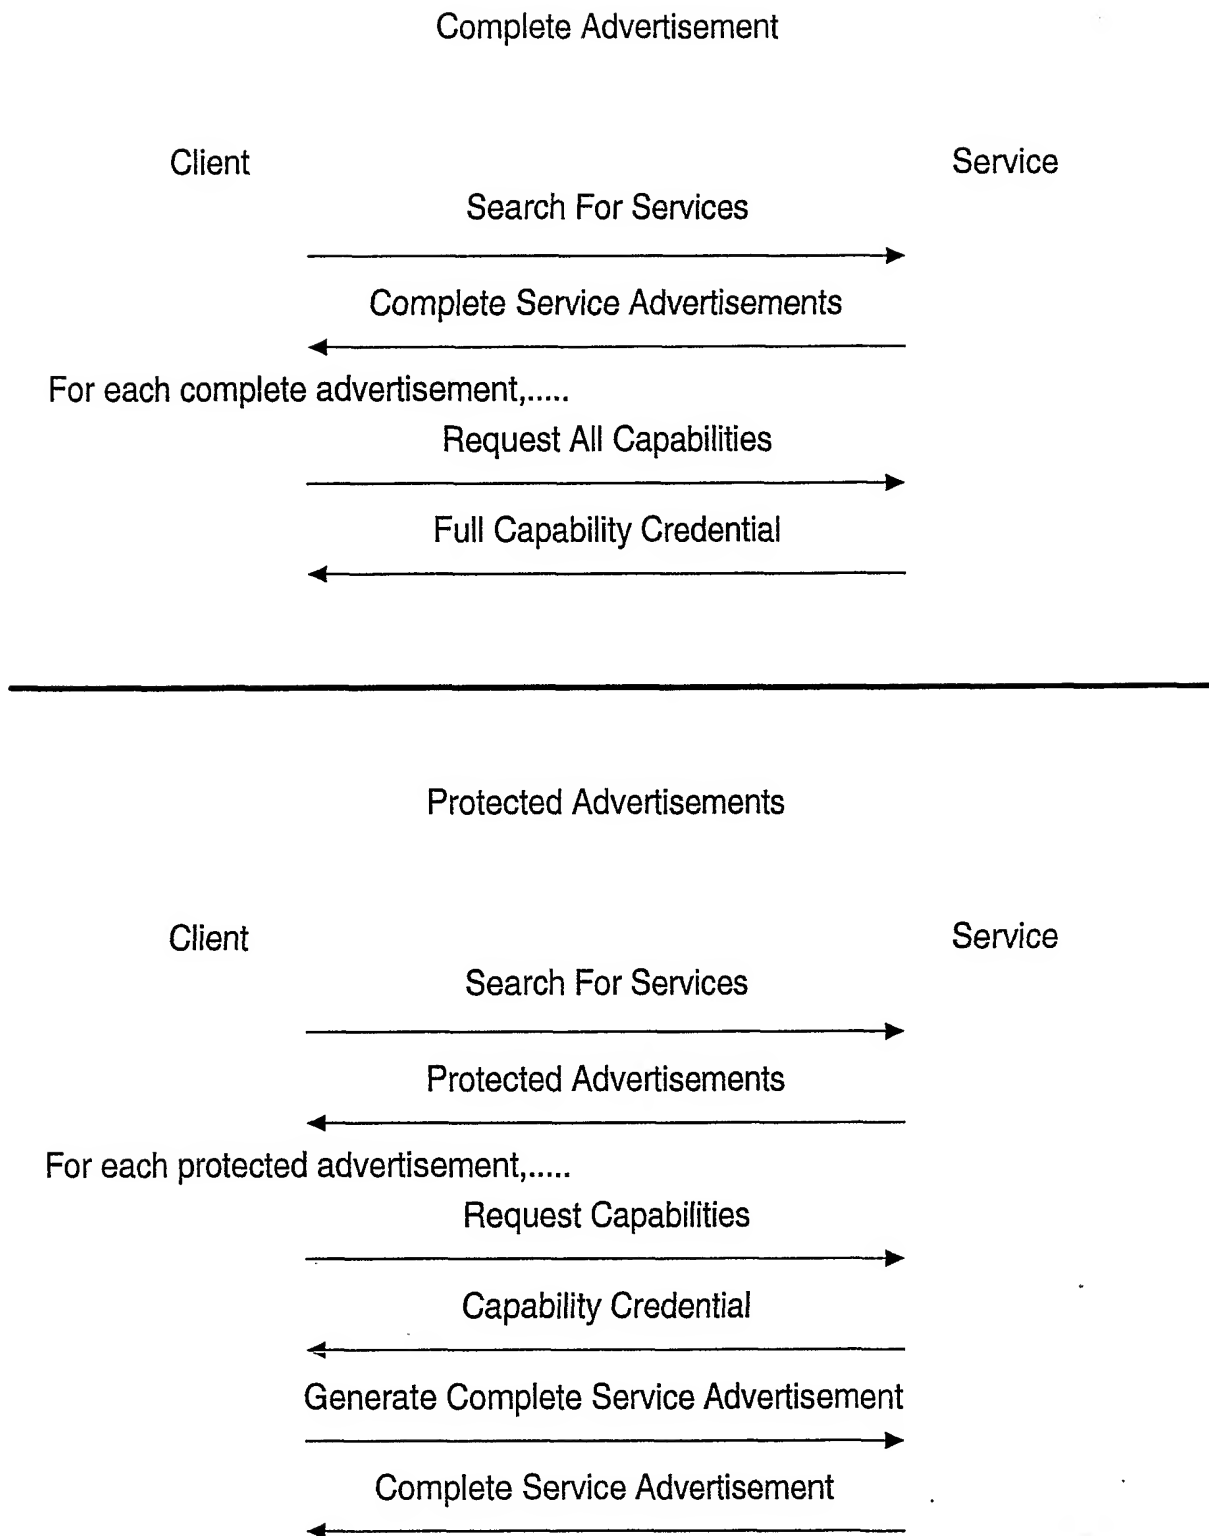 Complete Advertisement
Client
Service
Search For Services
Complete Service Advertisements
For each complete advertisement,.....
Request All Capabilities
Full Capability Credential
Protected Advertisements
Client
Service
Search For Services
Protected Advertisements
For each protected advertisement,.....
Request Capabilities
Capability Credential
Generate Complete Service Advertisement
Complete Service Advertisement